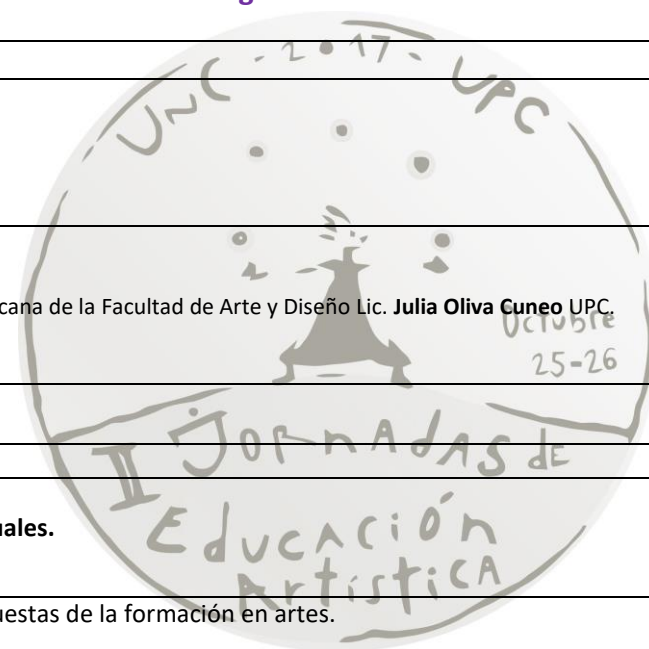 UNC - 2017 - UPC
cana de la Facultad de Arte y Diseño Lic. Julia Oliva Cuneo UPC.
Octubre
25-26
II JORNADAS DE
EDUCACIÓN
ArtísticA
uales.
uestas de la formación en artes.